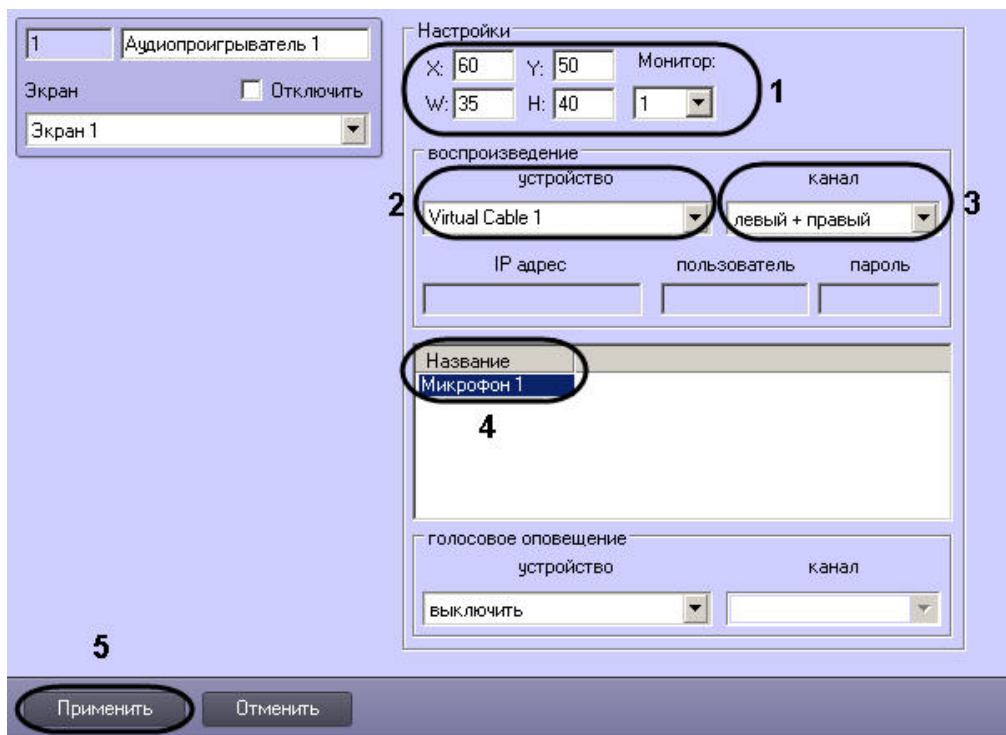 1 Аудиопроигрыватель 1
Экран Отключить
Экран 1
Настройки
X: 60 Y: 50 Монитор:
W: 35 H: 40 1
1
воспроизведение
устройство канал
2 Virtual Cable 1 левый + правый 3
IP адрес пользователь пароль
Название
Микрофон 1
4
голосовое оповещение
устройство канал
выключить
5
Применить Отменить